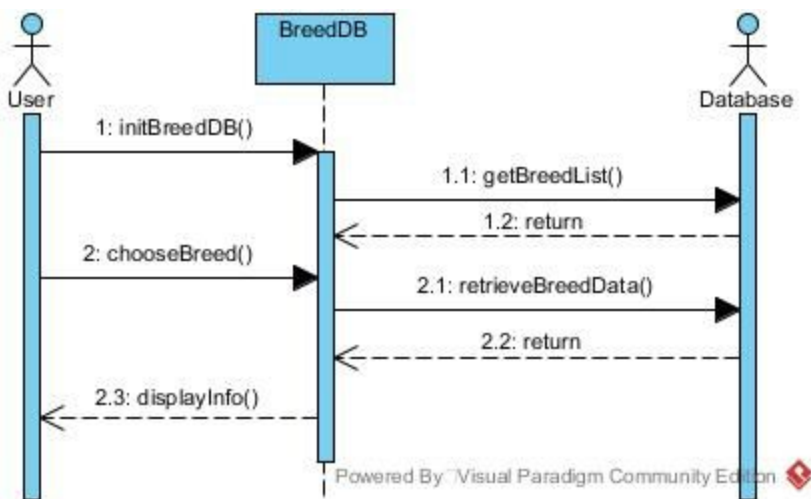 BreedDB
User
Database
1: initBreedDB()
1.1: getBreedList()
1.2: return
2: chooseBreed()
2.1: retrieveBreedData()
2.2: return
2.3: displayInfo()
Powered By Visual Paradigm Community Edition